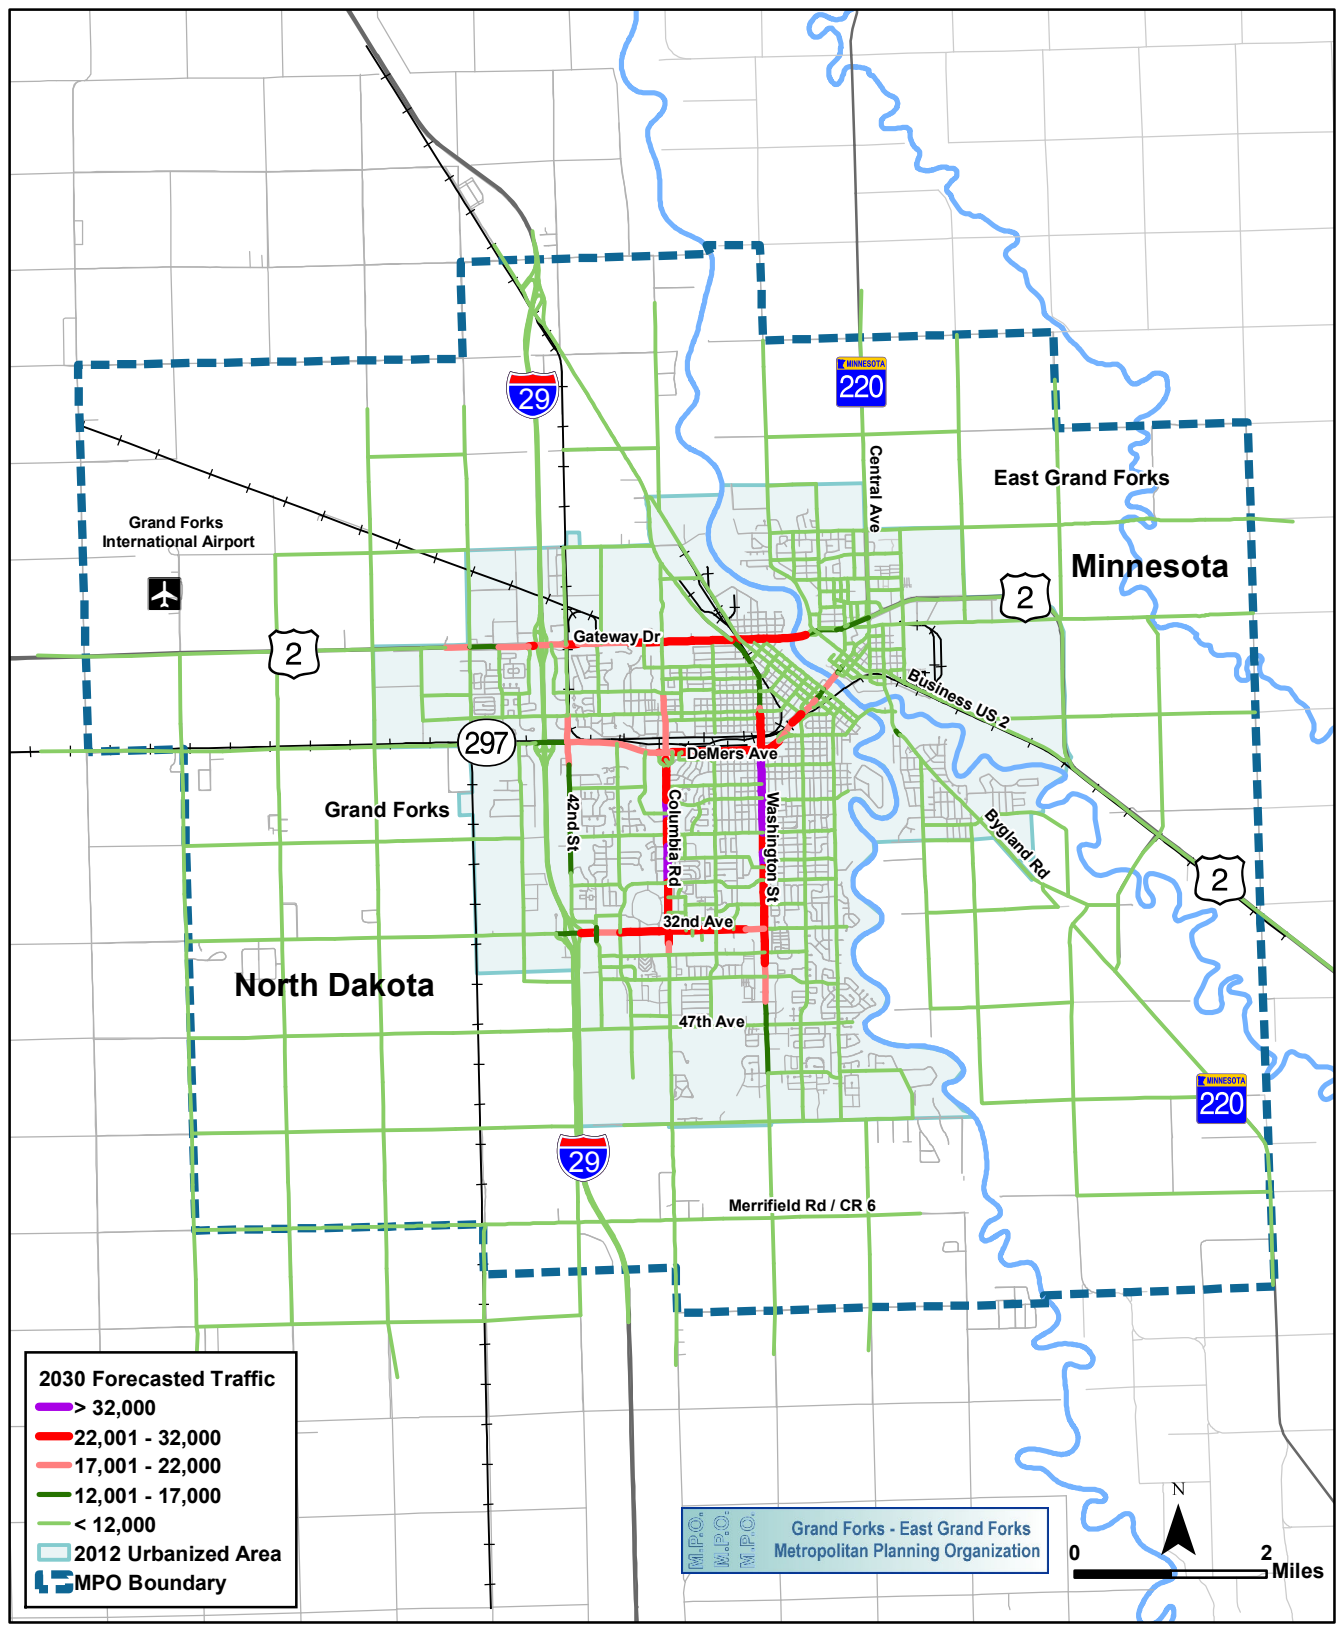 29
MINNESOTA
220
Central Ave
East Grand Forks
Grand Forks
International Airport
Minnesota
2
2
Gateway Dr
Business US 2
297
DeMers Ave
Grand Forks
42nd St
Columbia Rd
Washington St
Bygland Rd
2
32nd Ave
North Dakota
47th Ave
MINNESOTA
220
29
Merrifield Rd / CR 6
2030 Forecasted Traffic
> 32,000
22,001 - 32,000
17,001 - 22,000
12,001 - 17,000
< 12,000
2012 Urbanized Area
MPO Boundary
M.P.O.
M.P.O.
M.P.O.
Grand Forks - East Grand Forks
Metropolitan Planning Organization
N
0 2
Miles